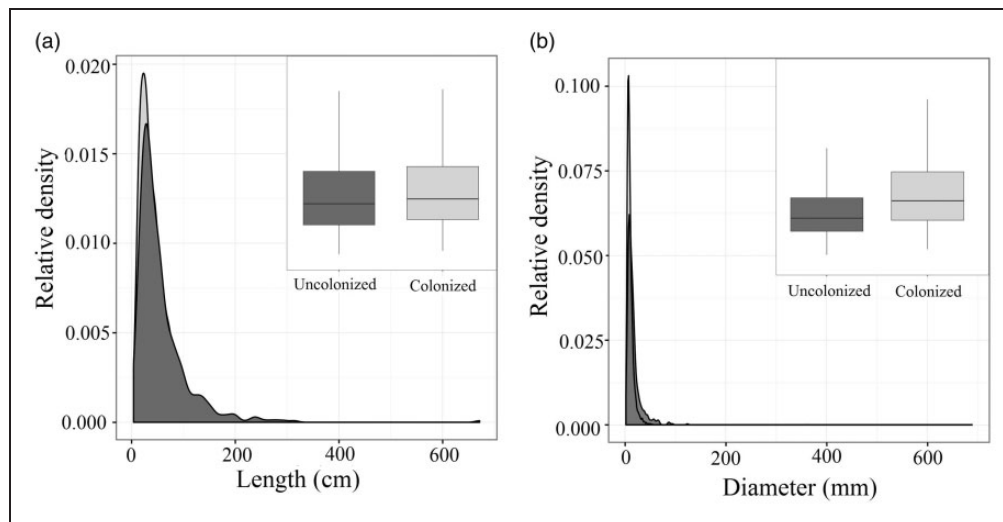 (a)
0.020
0.015
0.010
0.005
0.000
Relative density
Uncolonized Colonized
0 200 400 600
Length (cm)
(b)
0.100
0.075
0.050
0.025
0.000
Relative density
Uncolonized Colonized
0 200 400 600
Diameter (mm)